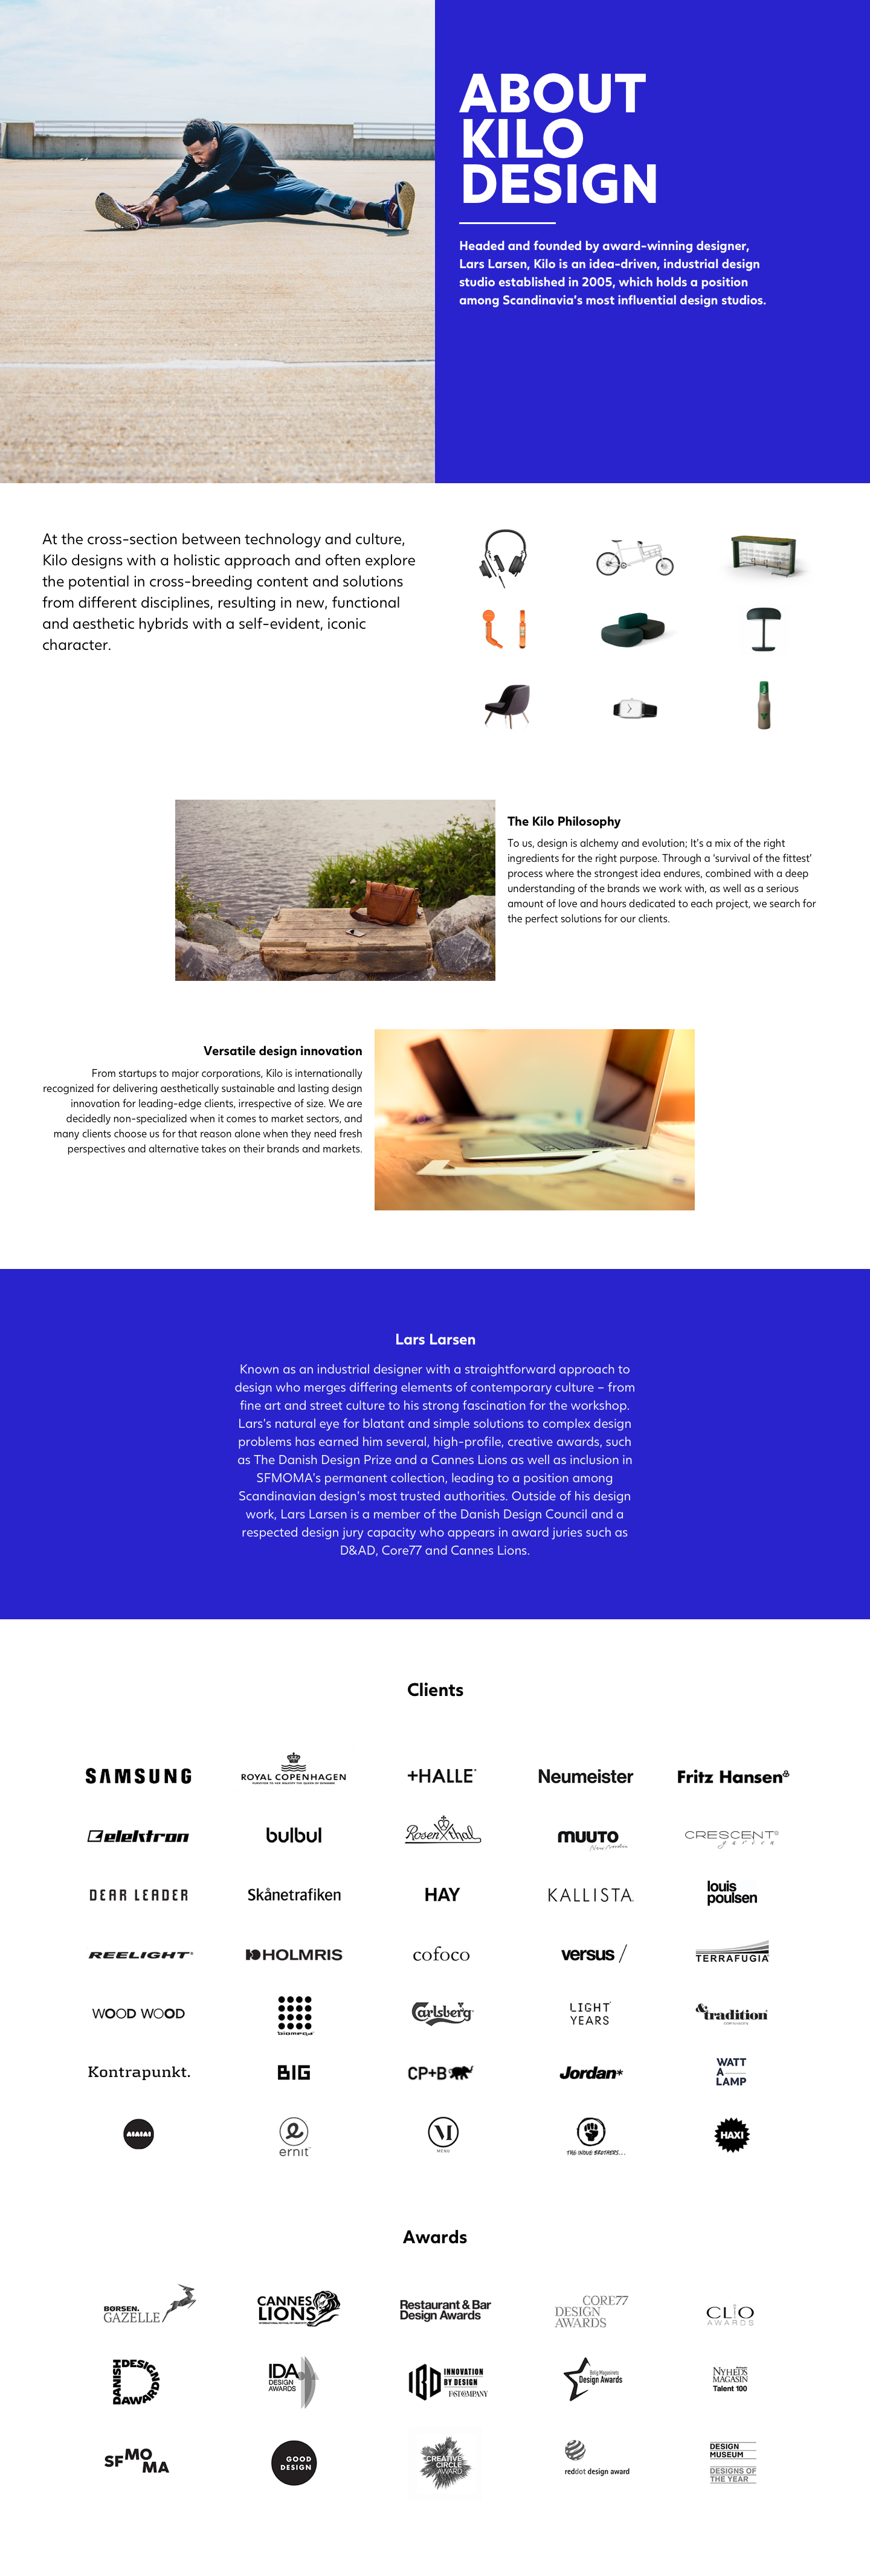 ABOUT
KILO
DESIGN
Headed and founded by award-winning designer,
Lars Larsen, Kilo is an idea-driven, industrial design
studio established in 2005, which holds a position
among Scandinavia's most influential design studios.
At the cross-section between technology and culture,
Kilo designs with a holistic approach and often explore
the potential in cross-breeding content and solutions
from different disciplines, resulting in new, functional
and aesthetic hybrids with a self-evident, iconic
character.
The Kilo Philosophy
To us, design is alchemy and evolution; It's a mix of the right
ingredients for the right purpose. Through a 'survival of the fittest'
process where the strongest idea endures, combined with a deep
understanding of the brands we work with, as well as a serious
amount of love and hours dedicated to each project, we search for
the perfect solutions for our clients.
Versatile design innovation
From startups to major corporations, Kilo is internationally
recognized for delivering aesthetically sustainable and lasting design
innovation for leading-edge clients, irrespective of size. We are
decidedly non-specialized when it comes to market sectors, and
many clients choose us for that reason alone when they need fresh
perspectives and alternative takes on their brands and markets.
Lars Larsen
Known as an industrial designer with a straightforward approach to
design who merges differing elements of contemporary culture – from
fine art and street culture to his strong fascination for the workshop.
Lars's natural eye for blatant and simple solutions to complex design
problems has earned him several, high-profile, creative awards, such
as The Danish Design Prize and a Cannes Lions as well as inclusion in
SFMOMA's permanent collection, leading to a position among
Scandinavian design's most trusted authorities. Outside of his design
work, Lars Larsen is a member of the Danish Design Council and a
respected design jury capacity who appears in award juries such as
D&AD, Core77 and Cannes Lions.
Clients
SAMSUNG
ROYAL COPENHAGEN
PURVEYOR TO HER MAJESTY THE QUEEN OF DENMARK
+HALLE
Neumeister
Fritz Hansen
elektron
bulbul
Rosenthal
MUUTO
New Nordic
CRESCENT
garden
DEAR LEADER
Skånetrafiken
HAY
KALLISTA
louis
poulsen
REELIGHT
HOLMRIS
cofoco
versus /
TERRAFUGIA
WOOD WOOD
biomega
Carlsberg
LIGHT
YEARS
&tradition
COPENHAGEN
Kontrapunkt.
BIG
CP+B
Jordan*
WATT
A
LAMP
AIAIAI
ernit
MENU
THE INOUE BROTHERS...
HAXI
Awards
BØRSEN.
GAZELLE
CANNES
LIONS
Restaurant & Bar
Design Awards
CORE77
DESIGN
AWARDS
CLIO
AWARDS
DANISH
DESIGN
AWARD
IDA
DESIGN
AWARDS
IBD
INNOVATION
BY DESIGN
FAST COMPANY
Bolig Magasinets
Design Awards
NYHEDS
MAGASIN
Talent 100
SFMOMA
GOOD
DESIGN
CREATIVE
CIRCLE
AWARD
reddot design award
DESIGN
MUSEUM
DESIGNS OF
THE YEAR